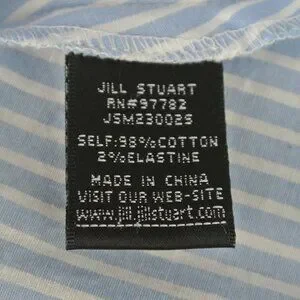 JILL STUART
RN#97782
JSM23002S
SELF:98%COTTON
2%ELASTINE
MADE IN CHINA
VISIT OUR WEB-SITE
www.jill.jillstuart.com